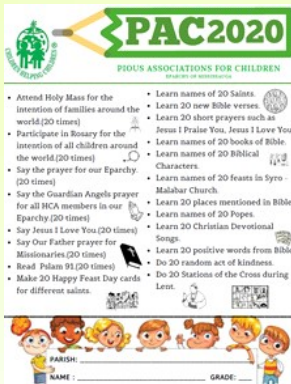 CHILDREN HELPING CHILDREN
PAC2020
PIOUS ASSOCIATIONS FOR CHILDREN
EPARCHY OF MISSISSAUGA
• Attend Holy Mass for the
intention of families around the
world.(20 times)
• Participate in Rosary for the
intention of all children around
the world.(20 times)
• Say the prayer for our Eparchy.
(20 times)
• Say the Guardian Angels prayer
for all HCA members in our
Eparchy.(20 times)
• Say Jesus I Love You.(20 times)
• Say Our Father prayer for
Missionaries.(20 times)
• Read Pslam 91.(20 times)
• Make 20 Happy Feast Day cards
for different saints.
• Learn names of 20 Saints.
• Learn 20 new Bible verses.
• Learn 20 short prayers such as
Jesus I Praise You, Jesus I Love You
• Learn names of 20 books of Bible.
• Learn names of 20 Biblical
Characters.
• Learn names of 20 feasts in Syro -
Malabar Church.
• Learn 20 places mentioned in Bible
• Learn names of 20 Popes.
• Learn 20 Christian Devotional
Songs.
• Learn 20 positive words from Bible
• Do 20 random act of kindness.
• Do 20 Stations of the Cross during
Lent.
PARISH:
NAME : GRADE: